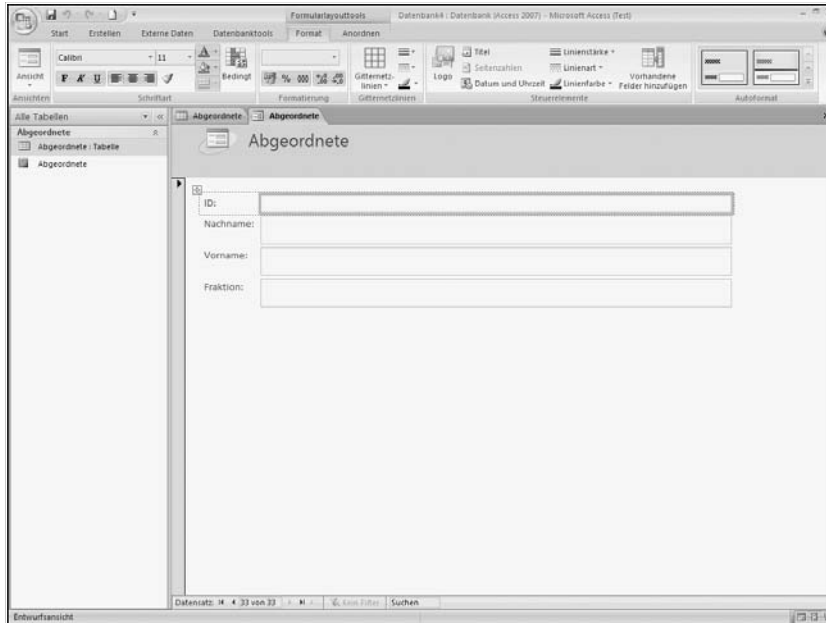 Formularlayouttools Datenbank4 : Datenbank (Access 2007) - Microsoft Access (Test)
Start Erstellen Externe Daten Datenbanktools Format Anordnen
Ansicht
Calibri 11
F K U
Bedingt
% 000
Gitternetz-
linien
Logo
Titel
Seitenzahlen
Datum und Uhrzeit
Linienstärke
Linienart
Linienfarbe
Vorhandene
Felder hinzufügen
Ansichten Schriftart Formatierung Gitternetzlinien Steuerelemente Autoformat
Alle Tabellen
Abgeordnete
Abgeordnete : Tabelle
Abgeordnete
Abgeordnete Abgeordnete
Abgeordnete
ID:
Nachname:
Vorname:
Fraktion:
Datensatz: 33 von 33 Kein Filter Suchen
Entwurfsansicht